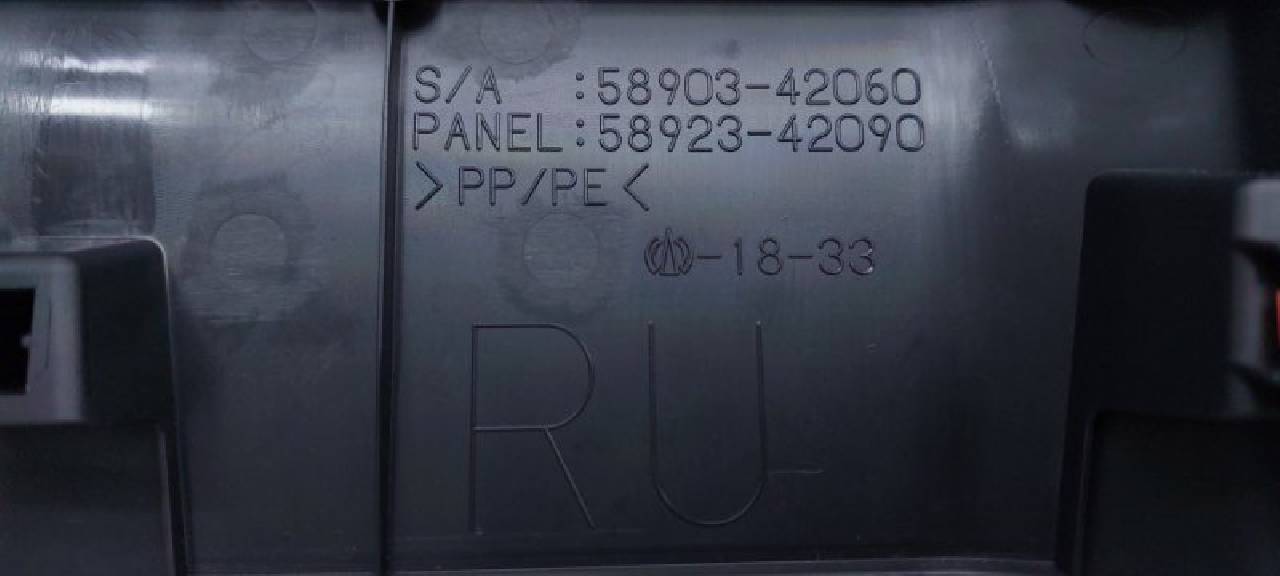 S/A :58903-42060
PANEL:58923-42090
>PP/PE<
-18-33
RU